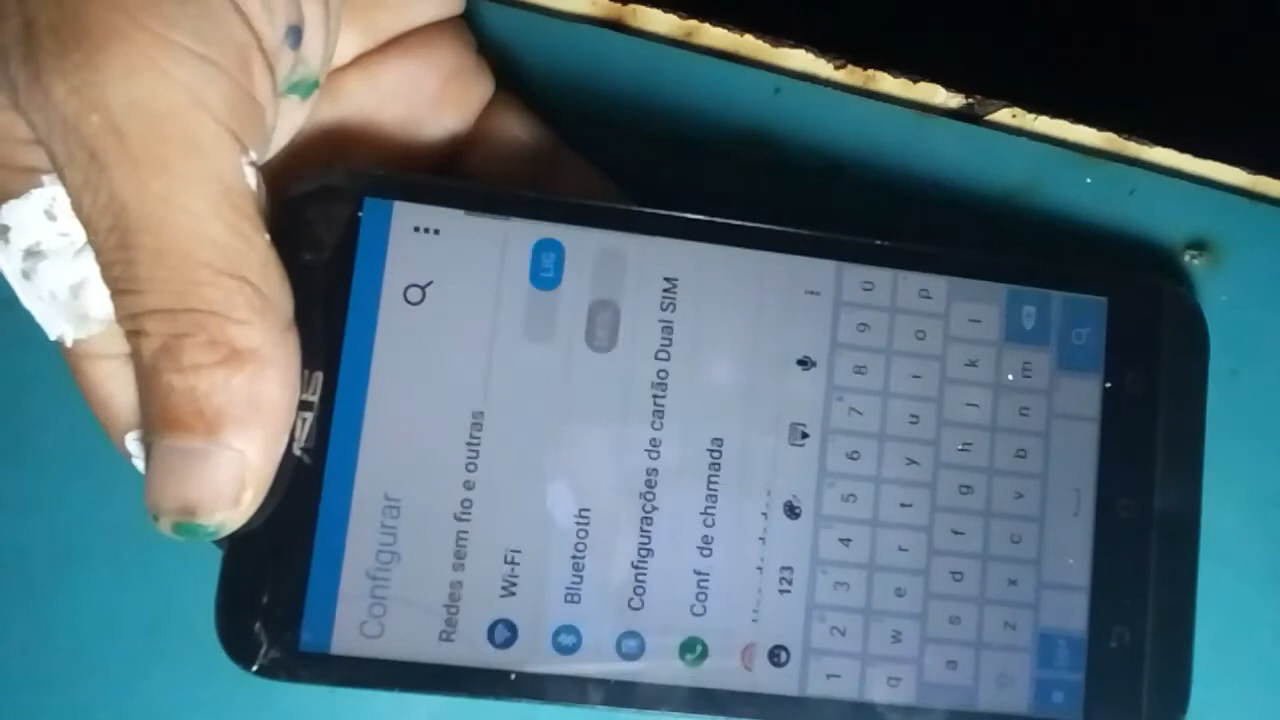 Configurar
Redes sem fio e outras
Wi-Fi
LIG
Bluetooth
Configurações de cartão Dual SIM
Conf. de chamada
123
1 2 3 4 5 6 7 8 9 0
q w e r t y u i o p
a s d f g h j k l
z x c v b n m